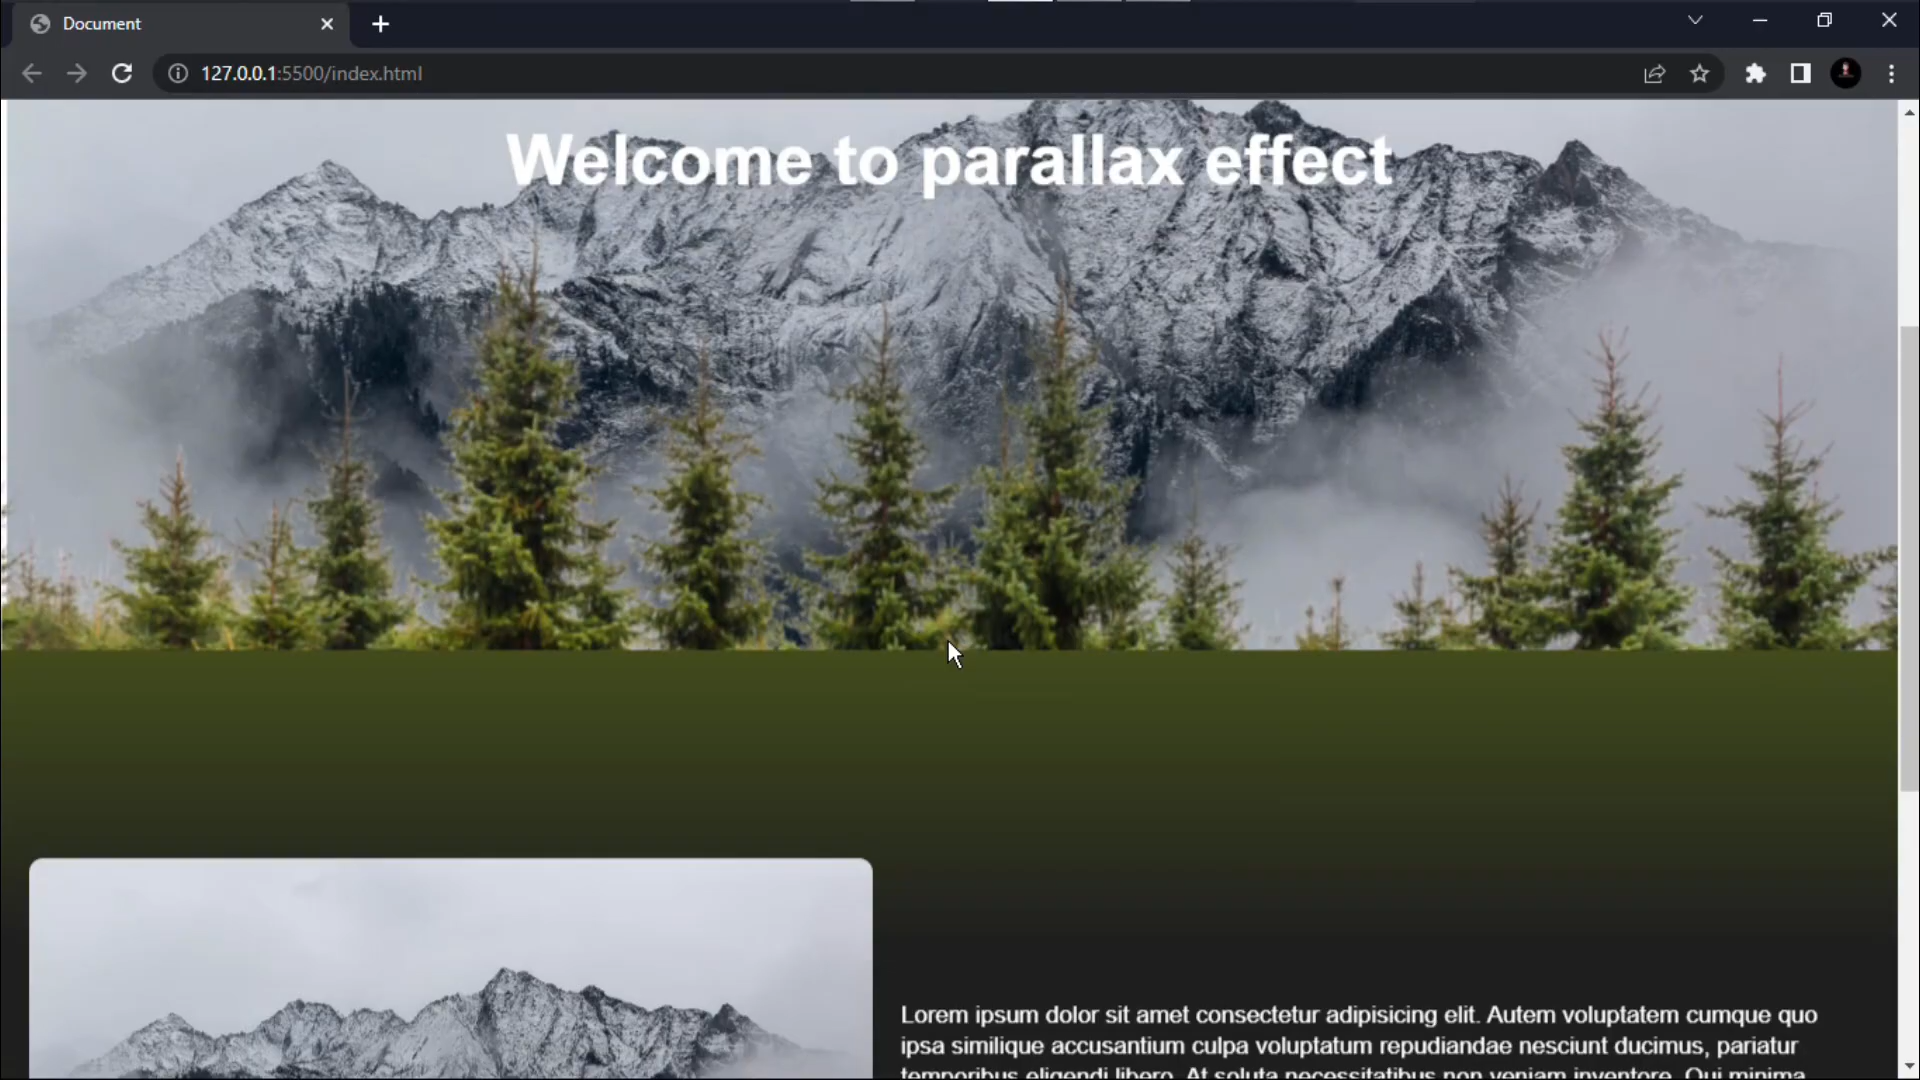 Document
127.0.0.1:5500/index.html
Welcome to parallax effect
Lorem ipsum dolor sit amet consectetur adipisicing elit. Autem voluptatem cumque quo
ipsa similique accusantium culpa voluptatum repudiandae nesciunt ducimus, pariatur
temporibus eligendi libero. At soluta necessitatibus non veniam inventore. Qui minima